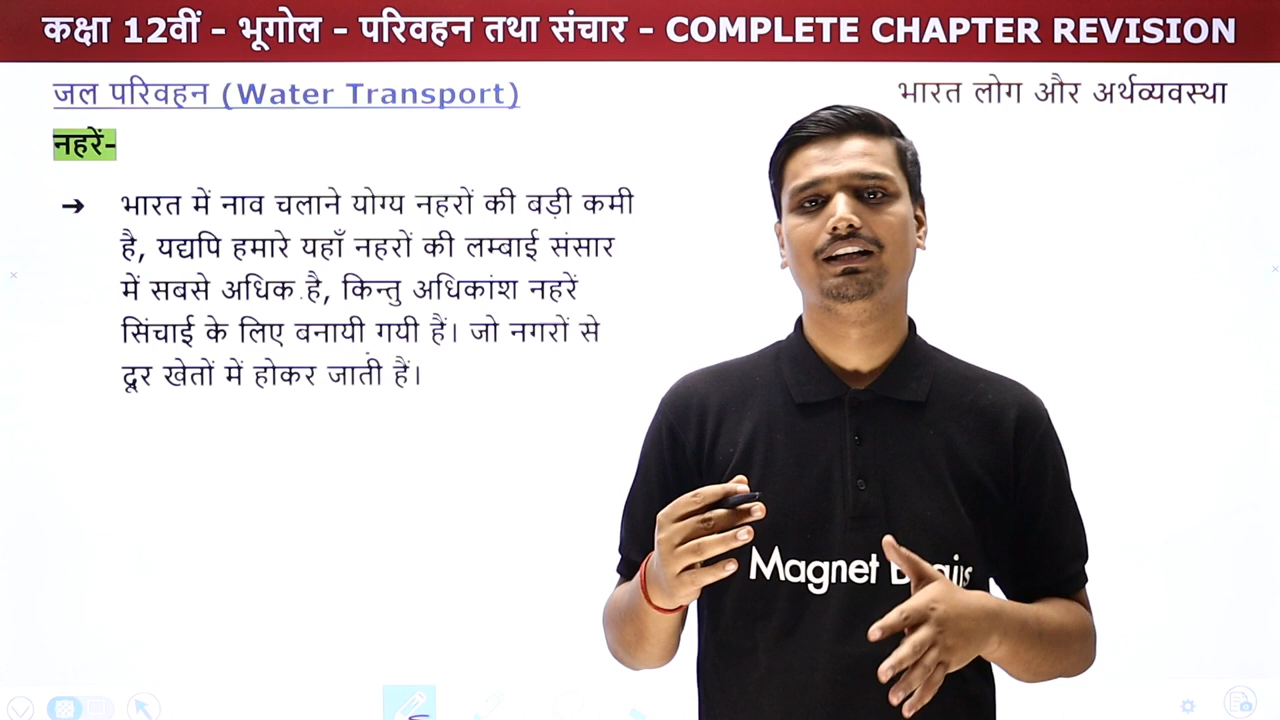 कक्षा 12वीं - भूगोल - परिवहन तथा संचार - COMPLETE CHAPTER REVISION
जल परिवहन (Water Transport)
भारत लोग और अर्थव्यवस्था
नहरें-
➔ भारत में नाव चलाने योग्य नहरों की बड़ी कमी
है, यद्यपि हमारे यहाँ नहरों की लम्बाई संसार
में सबसे अधिक है, किन्तु अधिकांश नहरें
सिंचाई के लिए बनायी गयी हैं। जो नगरों से
दूर खेतों में होकर जाती हैं।
Magnet